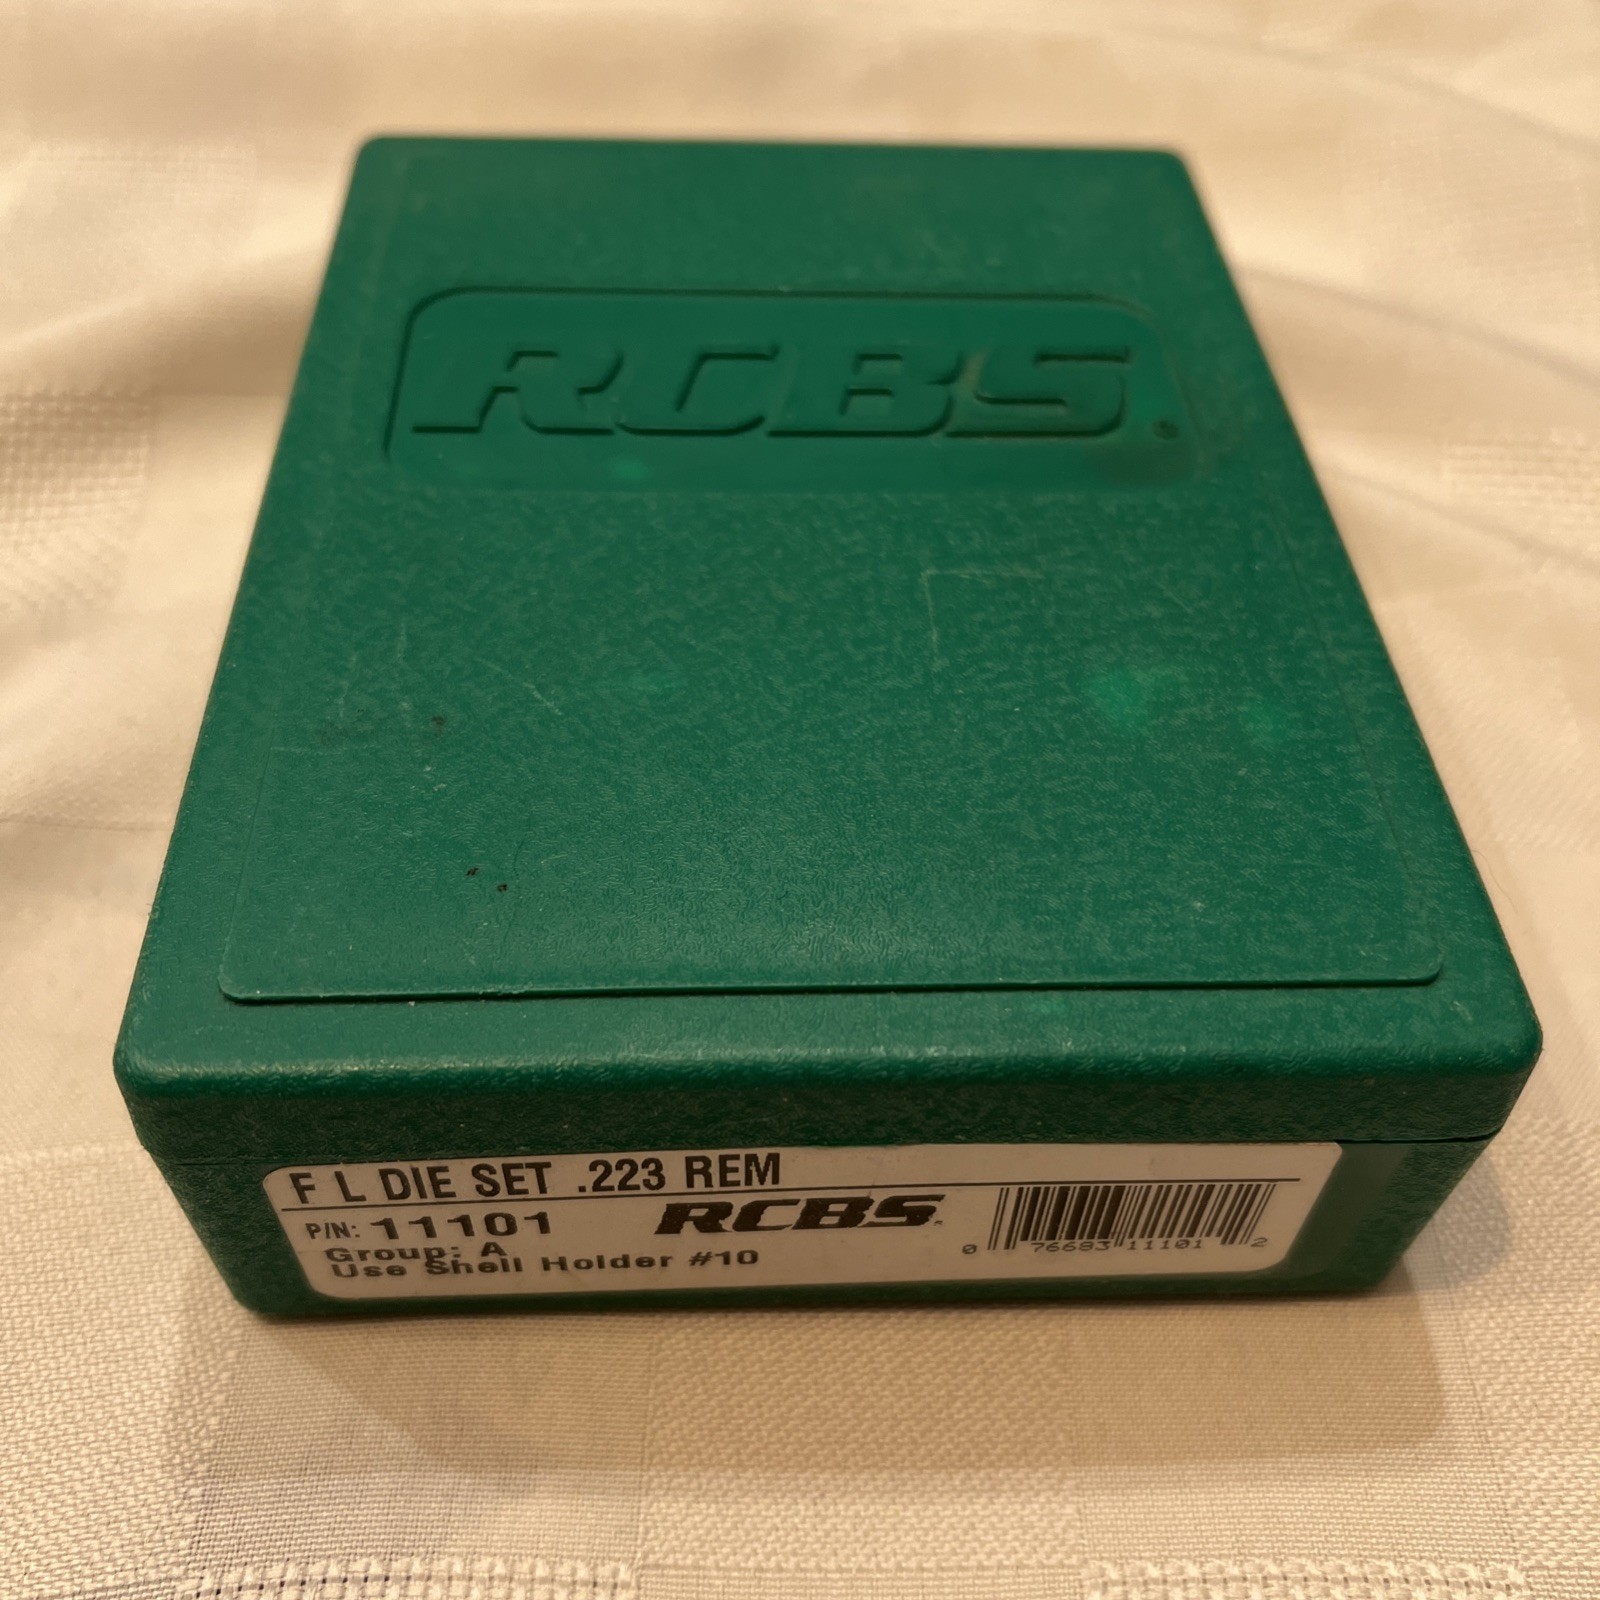 RCBS®
F L DIE SET .223 REM
P/N: 11101 RCBS
Group: A
Use Shell Holder #10
0 76683 11101 2